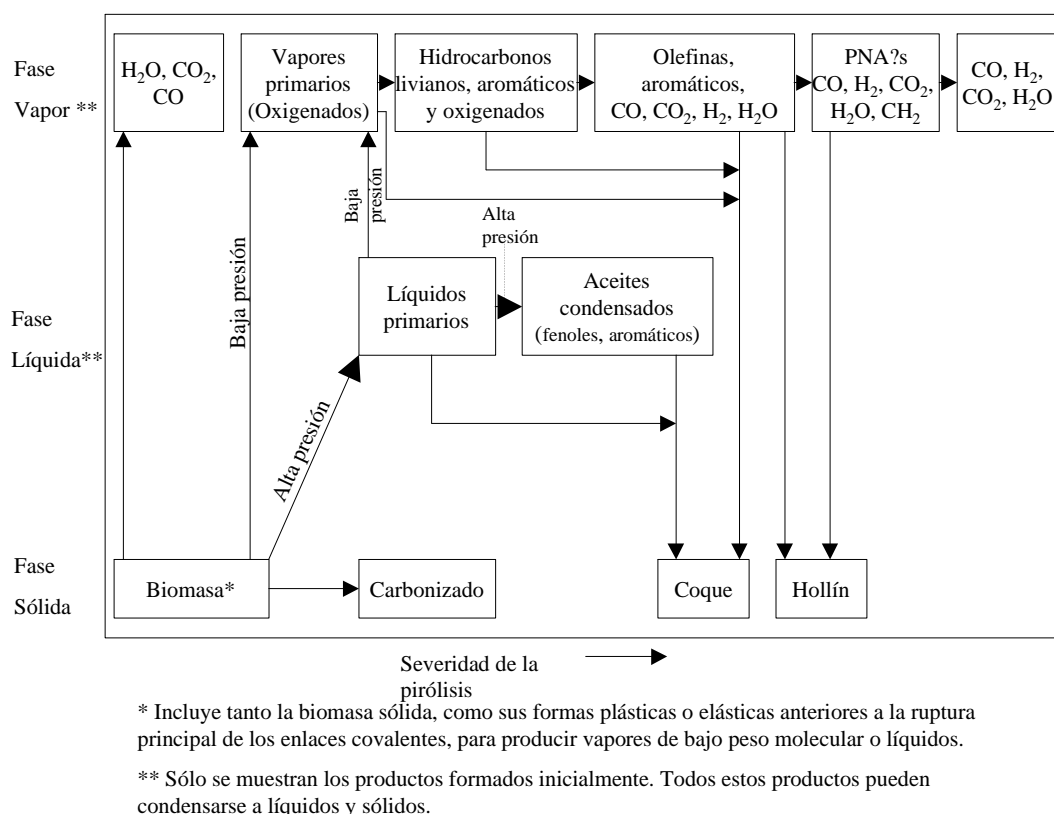 Fase
Vapor **
H₂O, CO₂,
CO
Vapores
primarios
(Oxigenados)
Hidrocarbonos
livianos, aromáticos
y oxigenados
Olefinas,
aromáticos,
CO, CO₂, H₂, H₂O
PNA?s
CO, H₂, CO₂,
H₂O, CH₂
CO, H₂,
CO₂, H₂O
Baja presión
Baja
presión
Alta
presión
Fase
Líquida**
Líquidos
primarios
Aceites
condensados
(fenoles, aromáticos)
Alta presión
Fase
Sólida
Biomasa*
Carbonizado
Coque
Hollín
Severidad de la
pirólisis
* Incluye tanto la biomasa sólida, como sus formas plásticas o elásticas anteriores a la ruptura
principal de los enlaces covalentes, para producir vapores de bajo peso molecular o líquidos.
** Sólo se muestran los productos formados inicialmente. Todos estos productos pueden
condensarse a líquidos y sólidos.